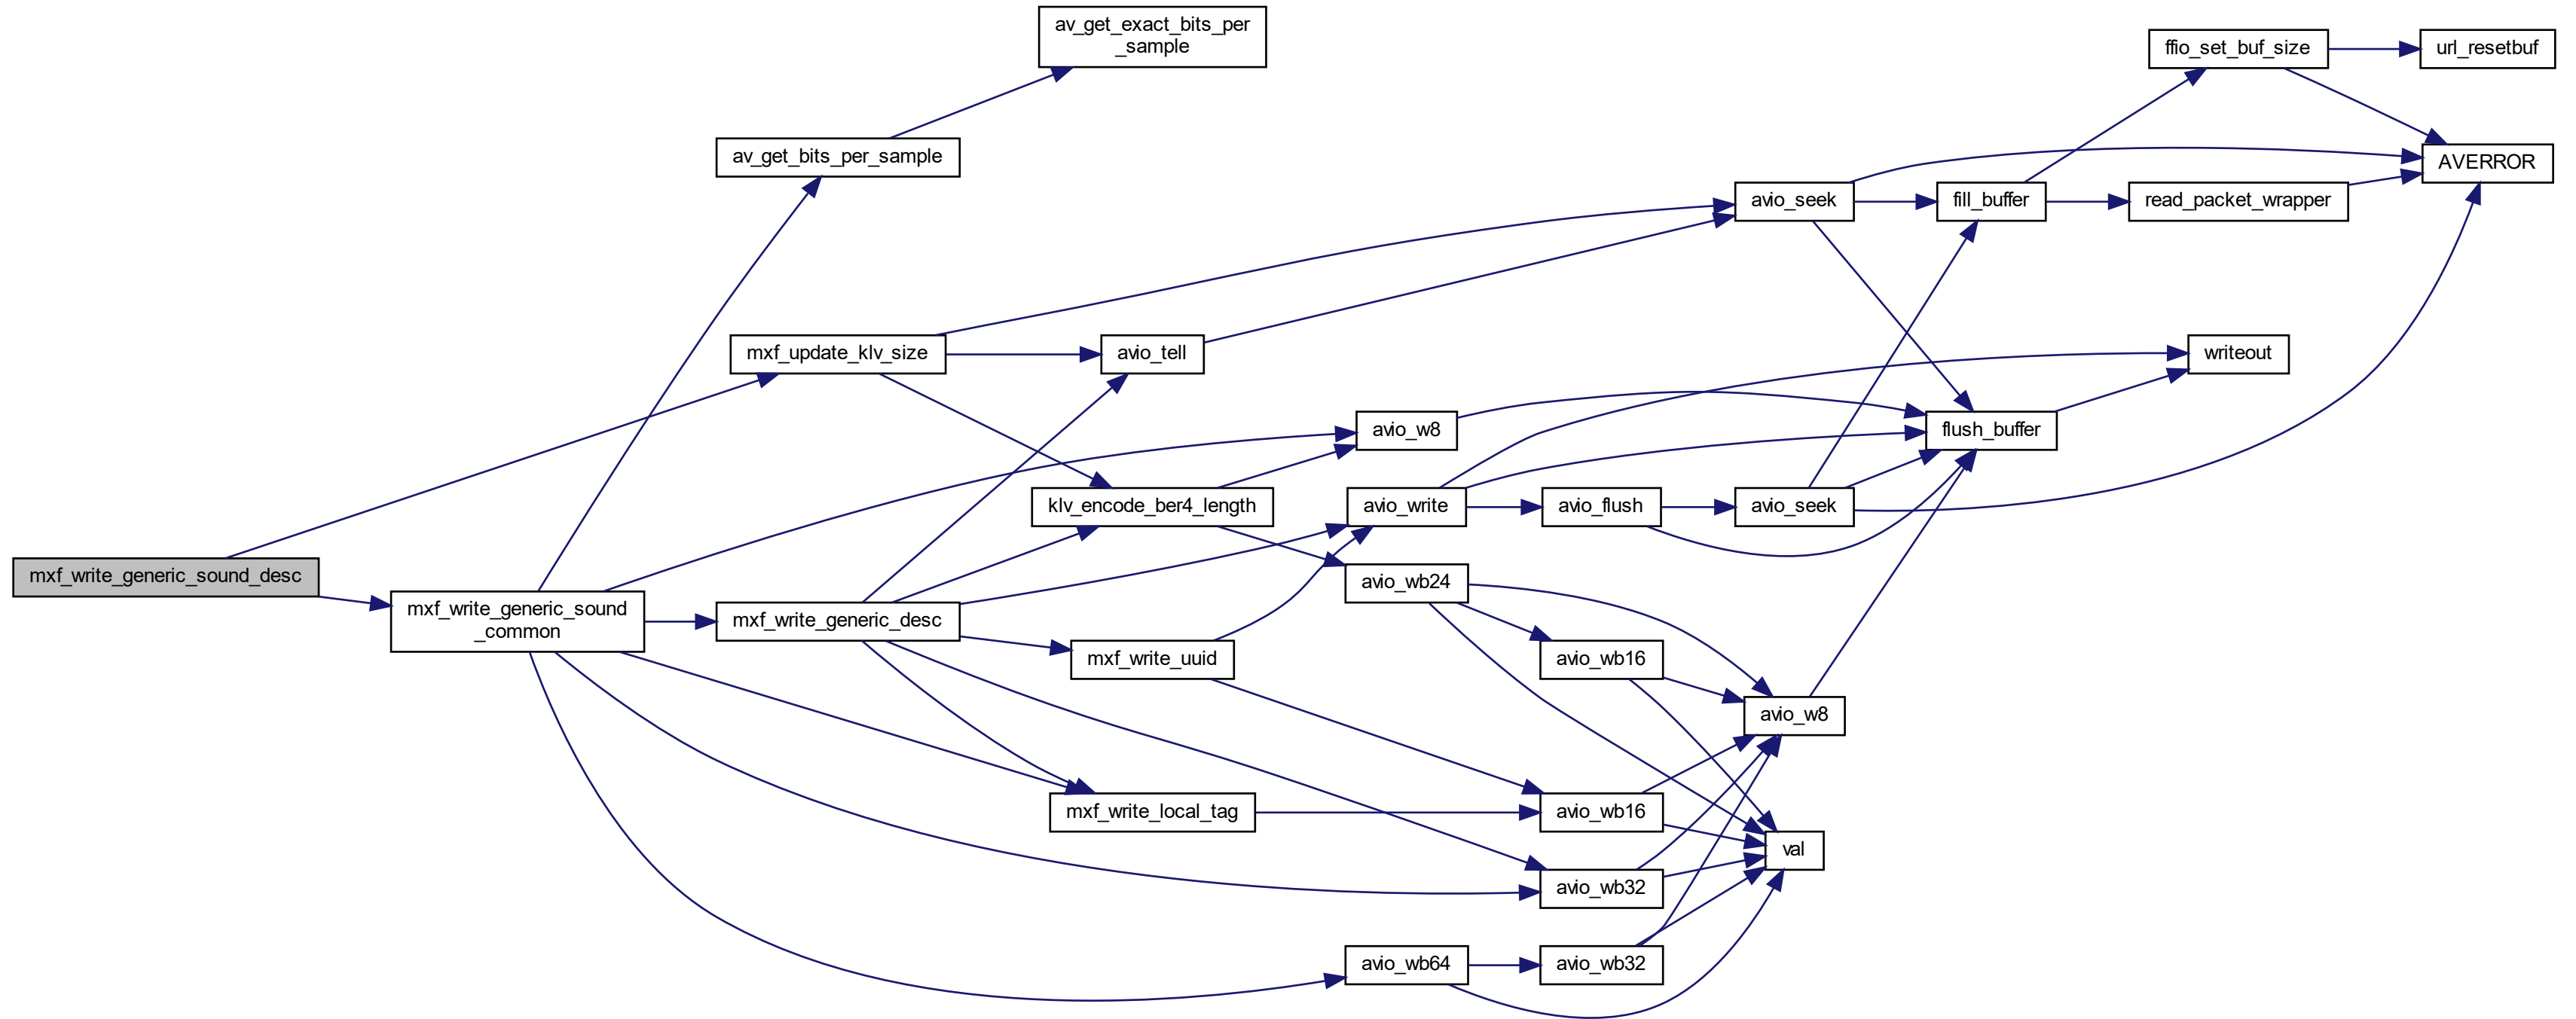 av_get_exact_bits_per
_sample
ffio_set_buf_size
url_resetbuf
av_get_bits_per_sample
AVERROR
avio_seek
fill_buffer
read_packet_wrapper
mxf_update_klv_size
avio_tell
writeout
avio_w8
flush_buffer
klv_encode_ber4_length
avio_write
avio_flush
avio_seek
mxf_write_generic_sound_desc
avio_wb24
mxf_write_generic_sound
_common
mxf_write_generic_desc
mxf_write_uuid
avio_wb16
avio_w8
mxf_write_local_tag
avio_wb16
val
avio_wb32
avio_wb64
avio_wb32